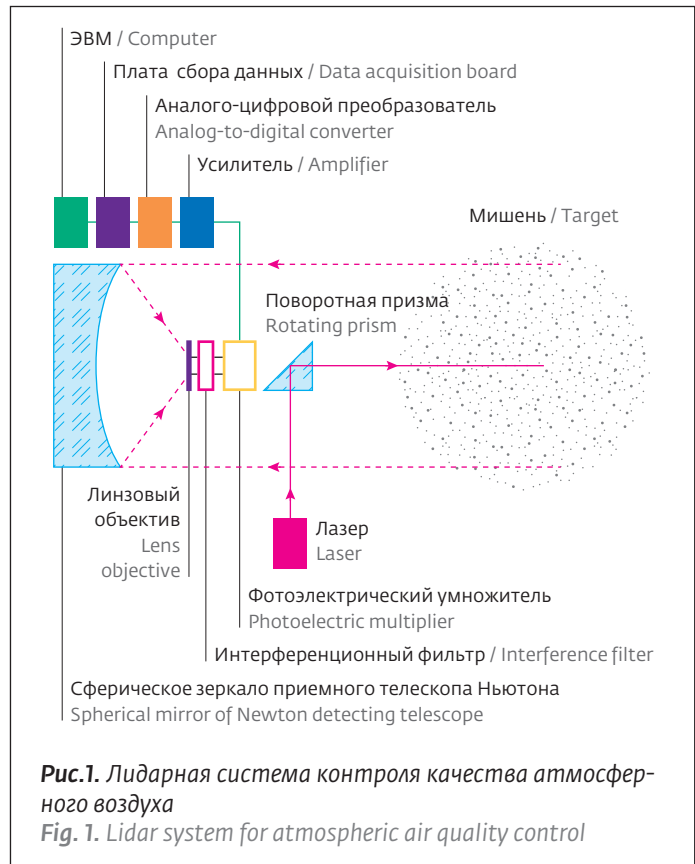 ЭВМ / Computer
Плата сбора данных / Data acquisition board
Аналого-цифровой преобразователь
Analog-to-digital converter
Усилитель / Amplifier
Мишень / Target
Поворотная призма
Rotating prism
Линзовый
объектив
Lens
objective
Лазер
Laser
Фотоэлектрический умножитель
Photoelectric multiplier
Интерференционный фильтр / Interference filter
Сферическое зеркало приемного телескопа Ньютона
Spherical mirror of Newton detecting telescope
Рис.1. Лидарная система контроля качества атмосфер-
ного воздуха
Fig. 1. Lidar system for atmospheric air quality control